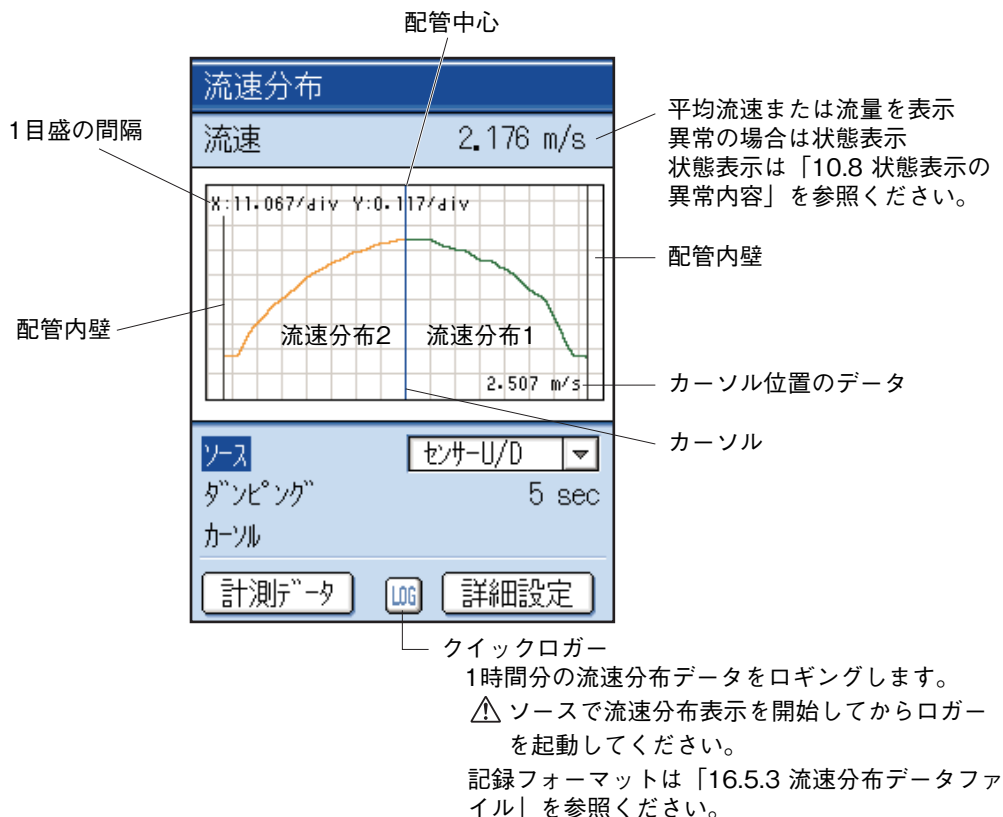 配管中心
流速分布
1目盛の間隔
流速 2.176 m/s
平均流速または流量を表示
異常の場合は状態表示
状態表示は「10.8 状態表示の
異常内容」を参照ください。
X:11.067/div Y:0.117/div
配管内壁
配管内壁
流速分布2 流速分布1
2.507 m/s
カーソル位置のデータ
カーソル
ソース センサーU/D
ダンピング 5 sec
カーソル
計測データ LOG 詳細設定
クイックロガー
1時間分の流速分布データをロギングします。
⚠ ソースで流速分布表示を開始してからロガー
を起動してください。
記録フォーマットは「16.5.3 流速分布データファ
イル」を参照ください。